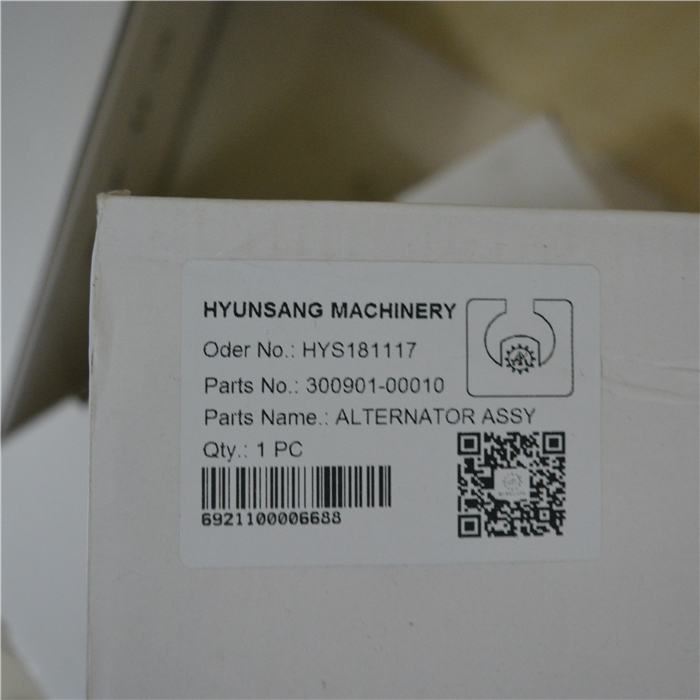 HYUNSANG MACHINERY
Oder No.: HYS181117
Parts No.: 300901-00010
Parts Name.: ALTERNATOR ASSY
Qty.: 1 PC
6921100006688